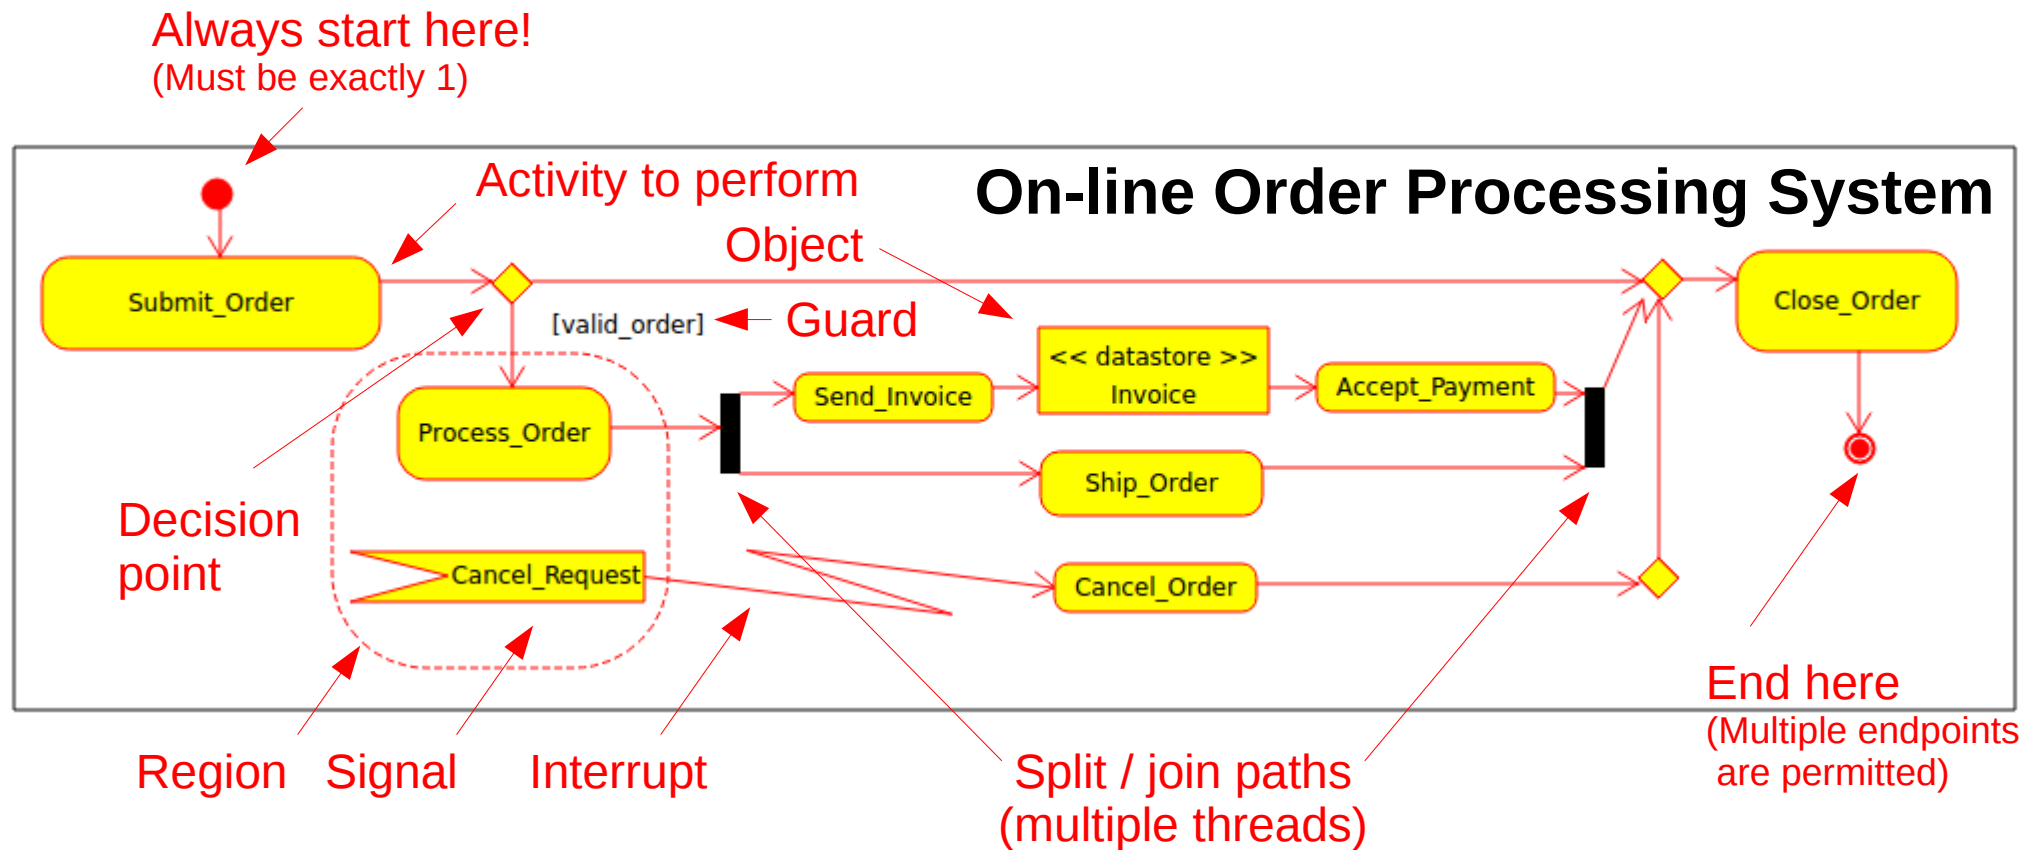 Always start here!
(Must be exactly 1)
Activity to perform
On-line Order Processing System
Object
Submit_Order
[valid_order]
Guard
Close_Order
<< datastore >>
Invoice
Send_Invoice
Accept_Payment
Process_Order
Ship_Order
Decision
point
Cancel_Request
Cancel_Order
End here
(Multiple endpoints
are permitted)
Region
Signal
Interrupt
Split / join paths
(multiple threads)